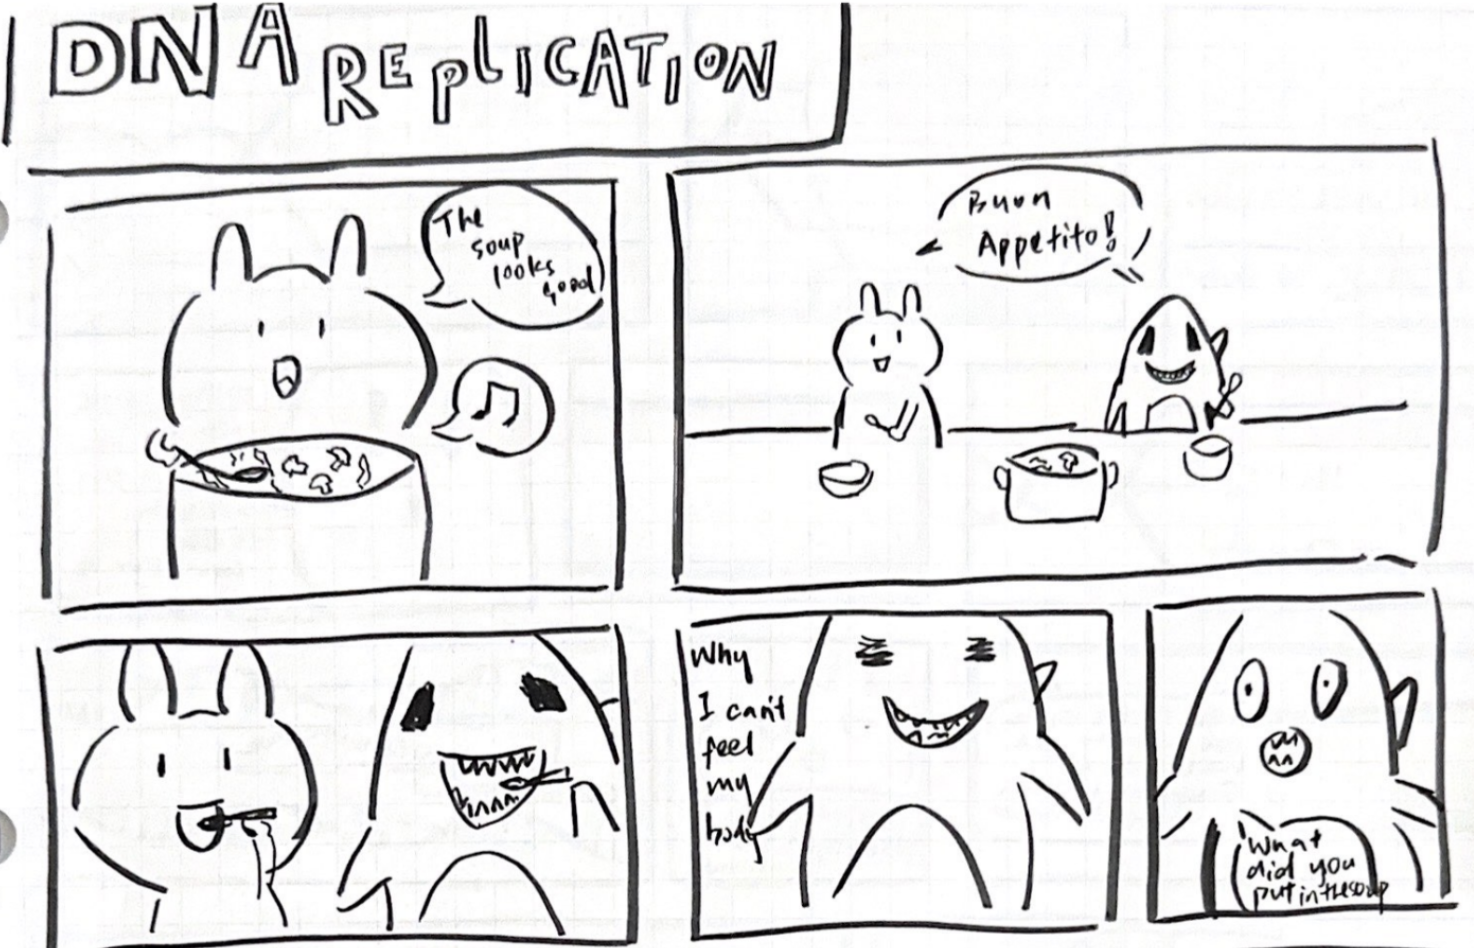 DNA REPLICATION
The
soup
looks
good
Buon
Appetito!
Why
I can't
feel
my
body
What
did you
put in the soup